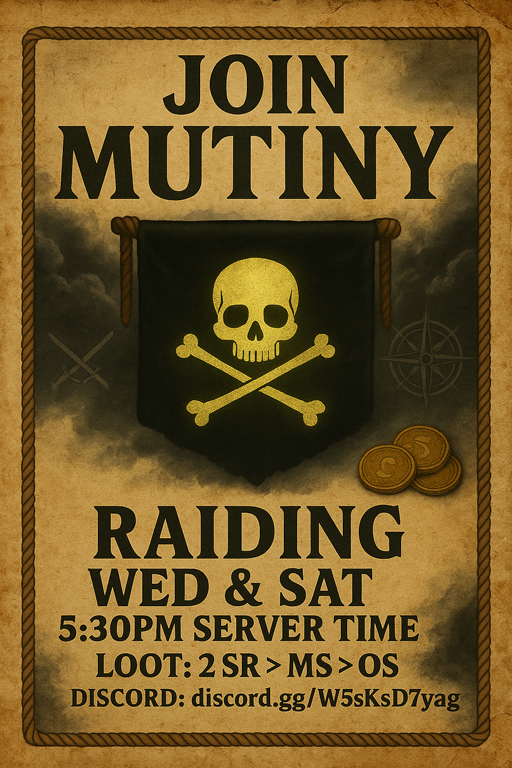 JOIN
MUTINY
RAIDING
WED & SAT
5:30PM SERVER TIME
LOOT: 2 SR > MS > OS
DISCORD: discord.gg/W5sKsD7yag